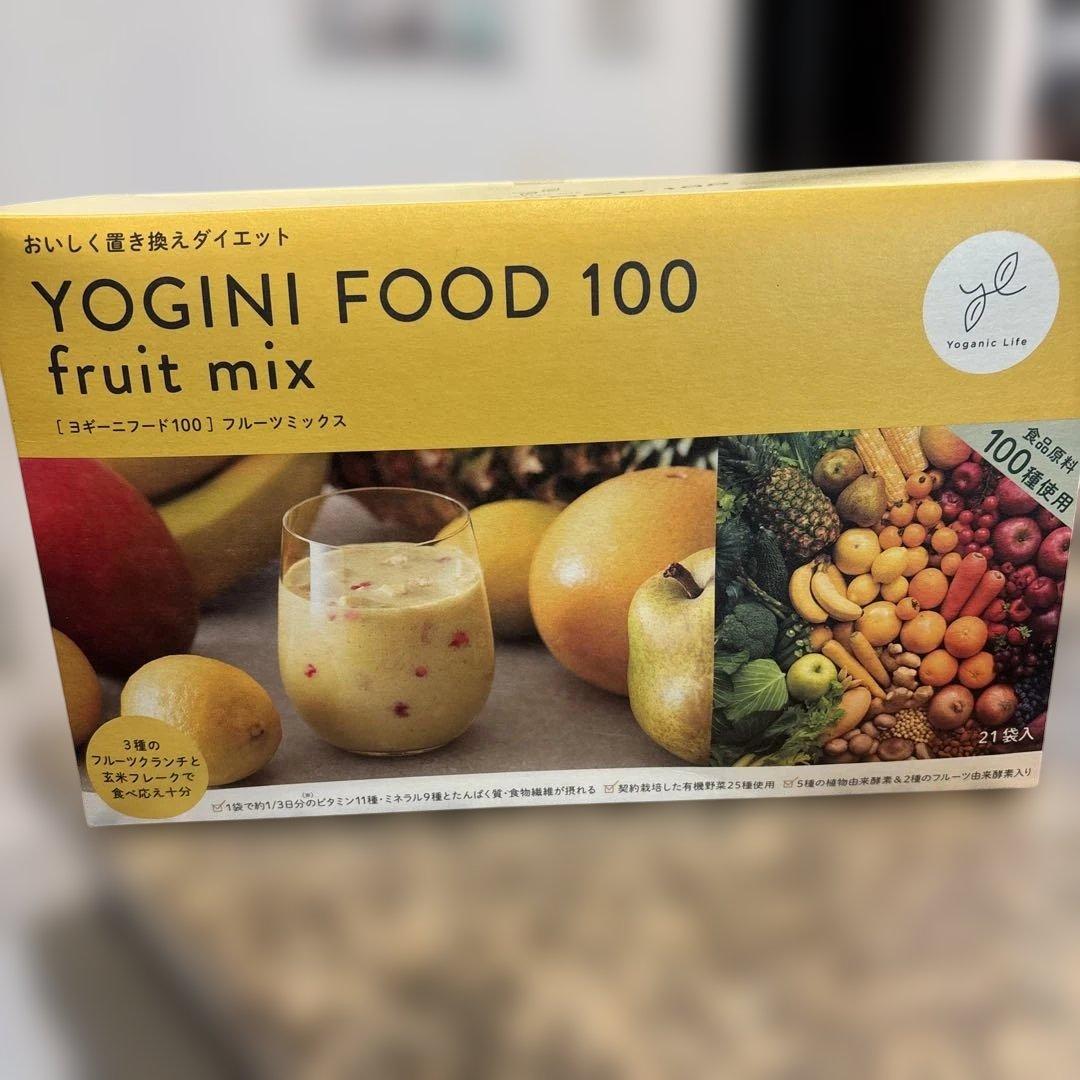 おいしく置き換えダイエット
YOGINI FOOD 100
fruit mix
[ヨギーニフード100] フルーツミックス
yl
Yoganic Life
食品原料
100種使用
21袋入
3種の
フルーツクランチと
玄米フレークで
食べ応え十分
1袋で約1/3日分(※)のビタミン11種・ミネラル9種とたんぱく質・食物繊維が摂れる 契約栽培した有機野菜25種使用 5種の植物由来酵素&2種のフルーツ由来酵素入り